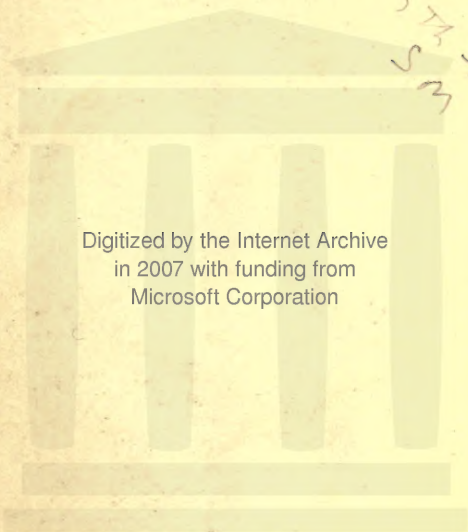 Digitized by the Internet Archive
in 2007 with funding from
Microsoft Corporation